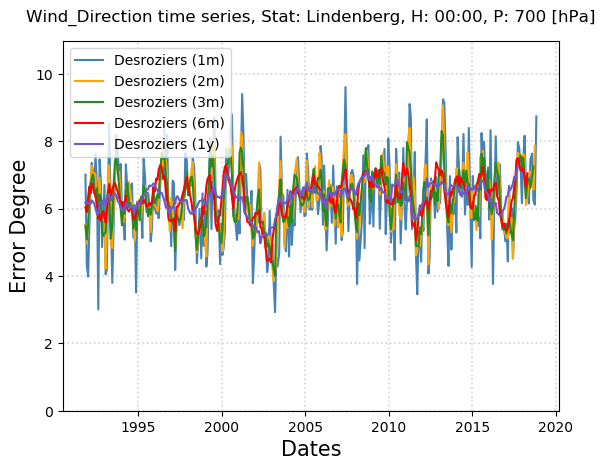 Wind_Direction time series, Stat: Lindenberg, H: 00:00, P: 700 [hPa]
Desroziers (1m)
Desroziers (2m)
Desroziers (3m)
Desroziers (6m)
Desroziers (1y)
Error Degree
10
8
6
4
2
0
1995 2000 2005 2010 2015 2020
Dates